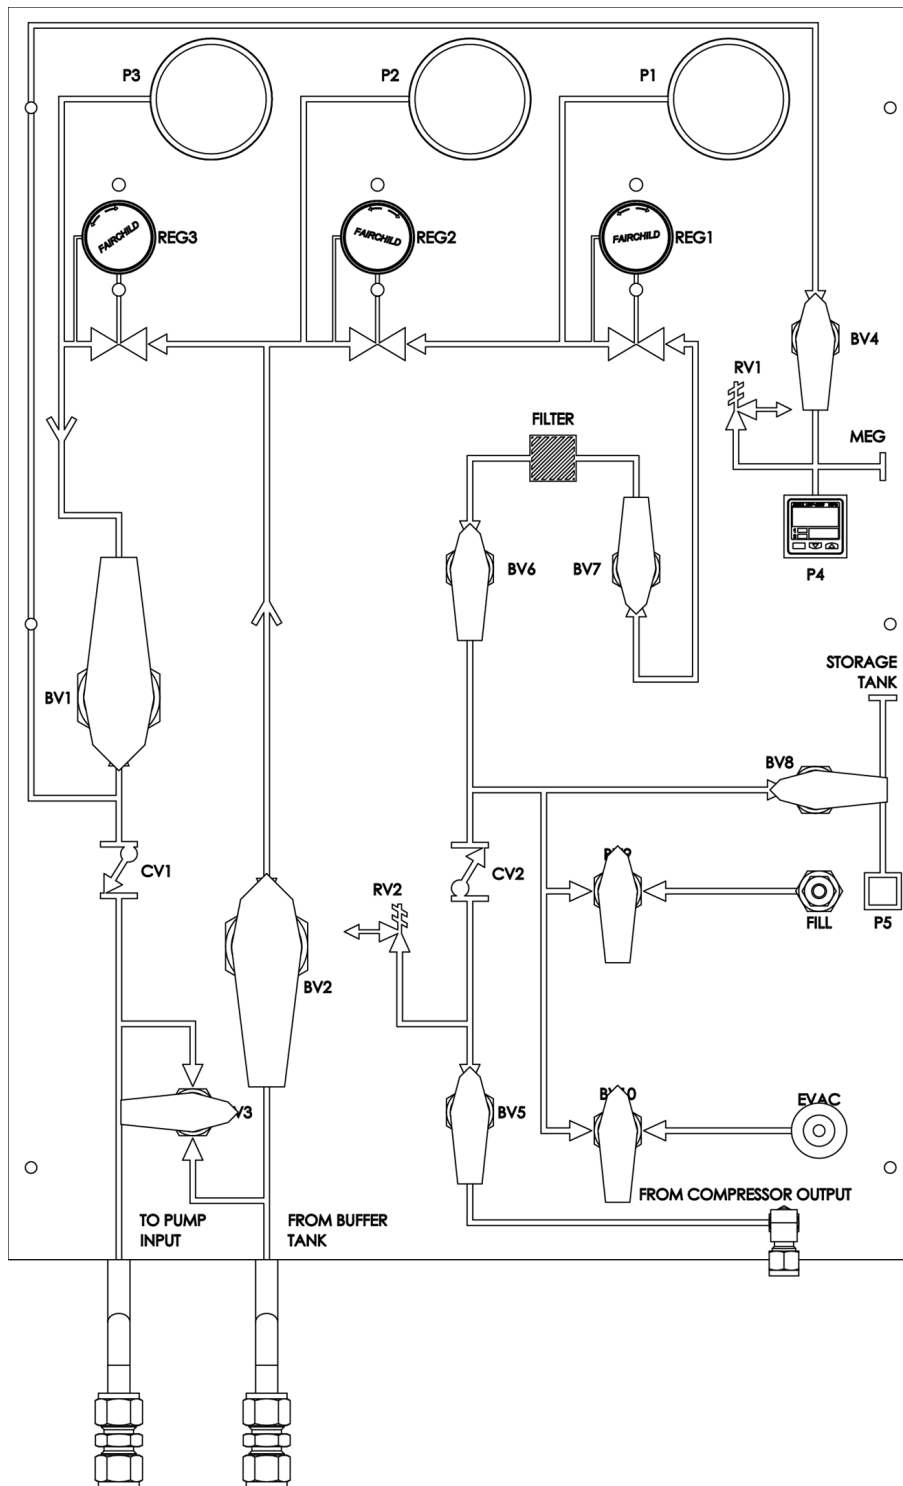 P3
P2
P1
FAIRCHILD
REG3
FAIRCHILD
REG2
FAIRCHILD
REG1
BV4
RV1
MEG
FILTER
BV6
BV7
P4
STORAGE
TANK
BV1
BV8
CV1
CV2
RV2
FILL
P5
BV2
BV5
EVAC
FROM COMPRESSOR OUTPUT
TO PUMP
INPUT
FROM BUFFER
TANK